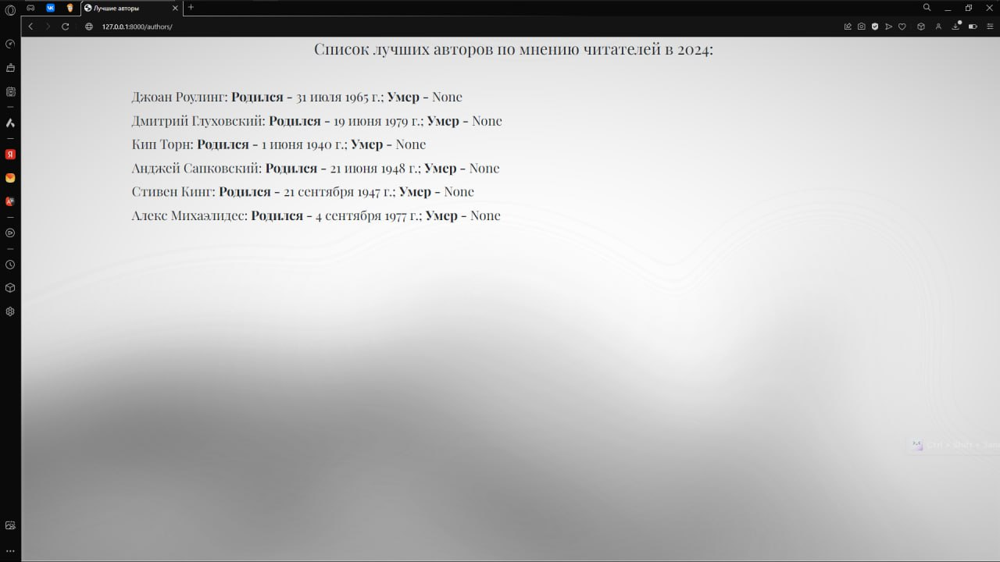 Лучшие авторы
127.0.0.1:8000/authors/
Список лучших авторов по мнению читателей в 2024:
Джоан Роулинг: Родился - 31 июля 1965 г.; Умер - None
Дмитрий Глуховский: Родился - 19 июня 1979 г.; Умер - None
Кип Торн: Родился - 1 июня 1940 г.; Умер - None
Анджей Сапковский: Родился - 21 июня 1948 г.; Умер - None
Стивен Кинг: Родился - 21 сентября 1947 г.; Умер - None
Алекс Михаэлидес: Родился - 4 сентября 1977 г.; Умер - None
Ctrl + Shift +